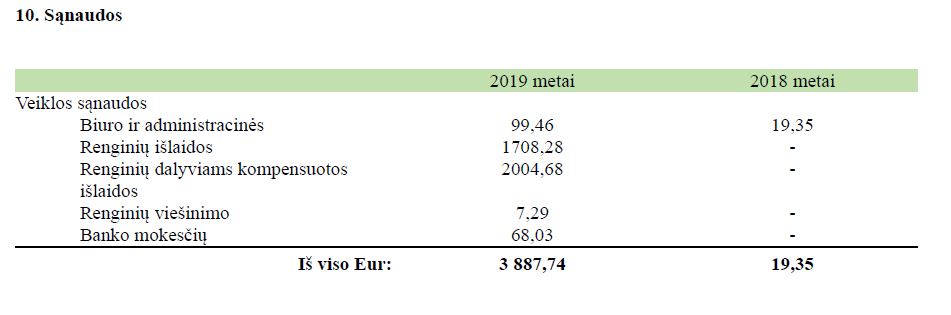 10. Sąnaudos
2019 metai 2018 metai
Veiklos sąnaudos
Biuro ir administracinės 99,46 19,35
Renginių išlaidos 1708,28 -
Renginių dalyviams kompensuotos 2004,68 -
išlaidos
Renginių viešinimo 7,29 -
Banko mokesčių 68,03 -
Iš viso Eur: 3 887,74 19,35